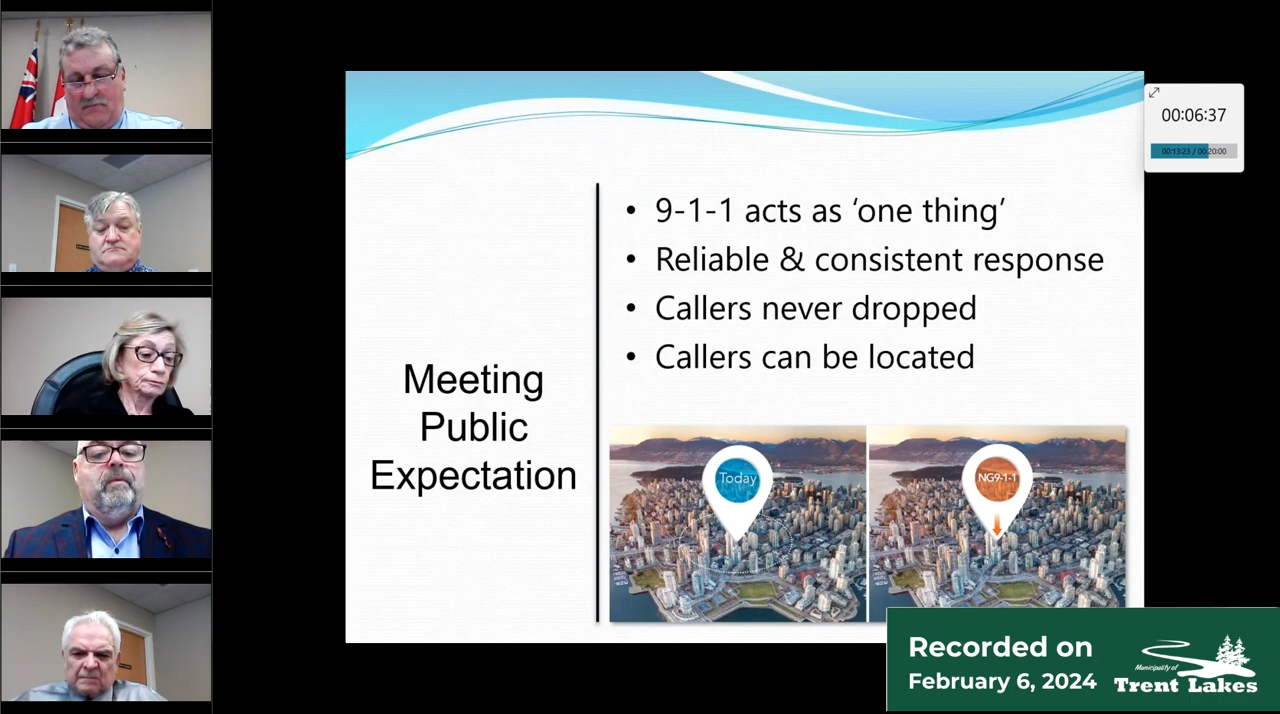 00:06:37
00:13:23 / 00:20:00
Meeting
Public
Expectation
• 9-1-1 acts as ‘one thing’
• Reliable & consistent response
• Callers never dropped
• Callers can be located
Today
NG9-1-1
Recorded on
February 6, 2024
Municipality of
Trent Lakes